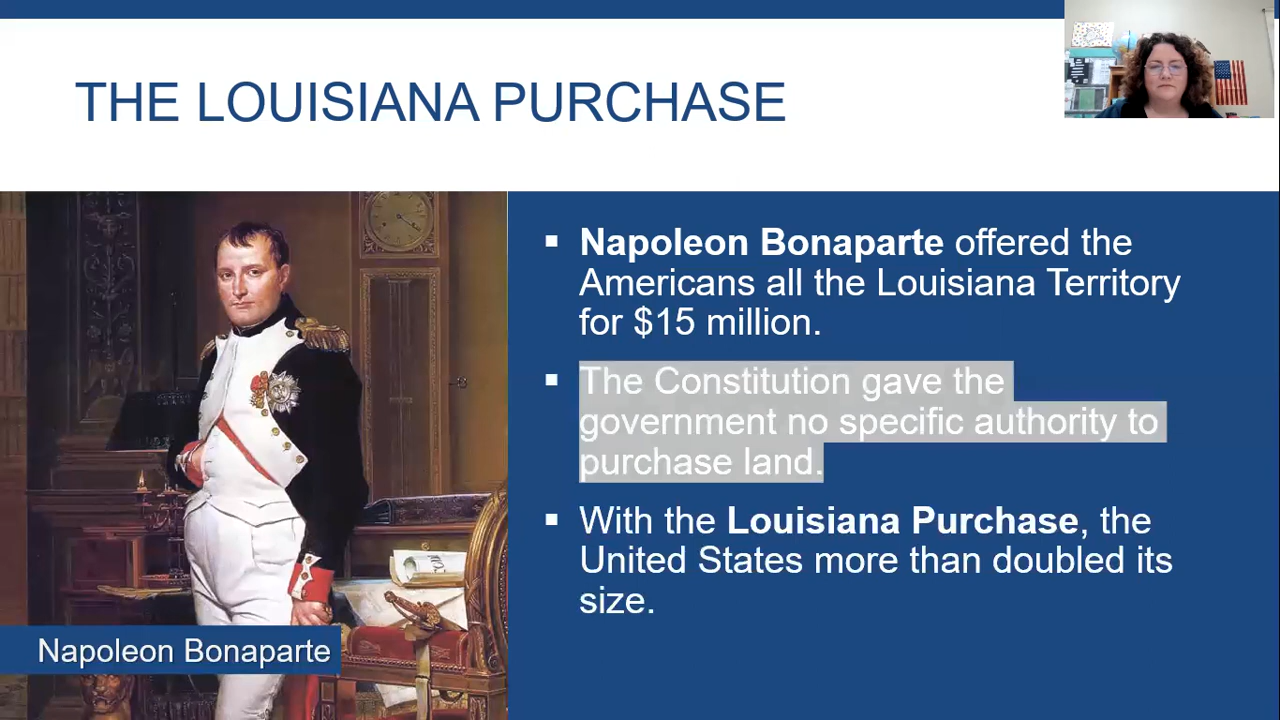 THE LOUISIANA PURCHASE
Napoleon Bonaparte offered the
Americans all the Louisiana Territory
for $15 million.
The Constitution gave the
government no specific authority to
purchase land.
With the Louisiana Purchase, the
United States more than doubled its
size.
Napoleon Bonaparte